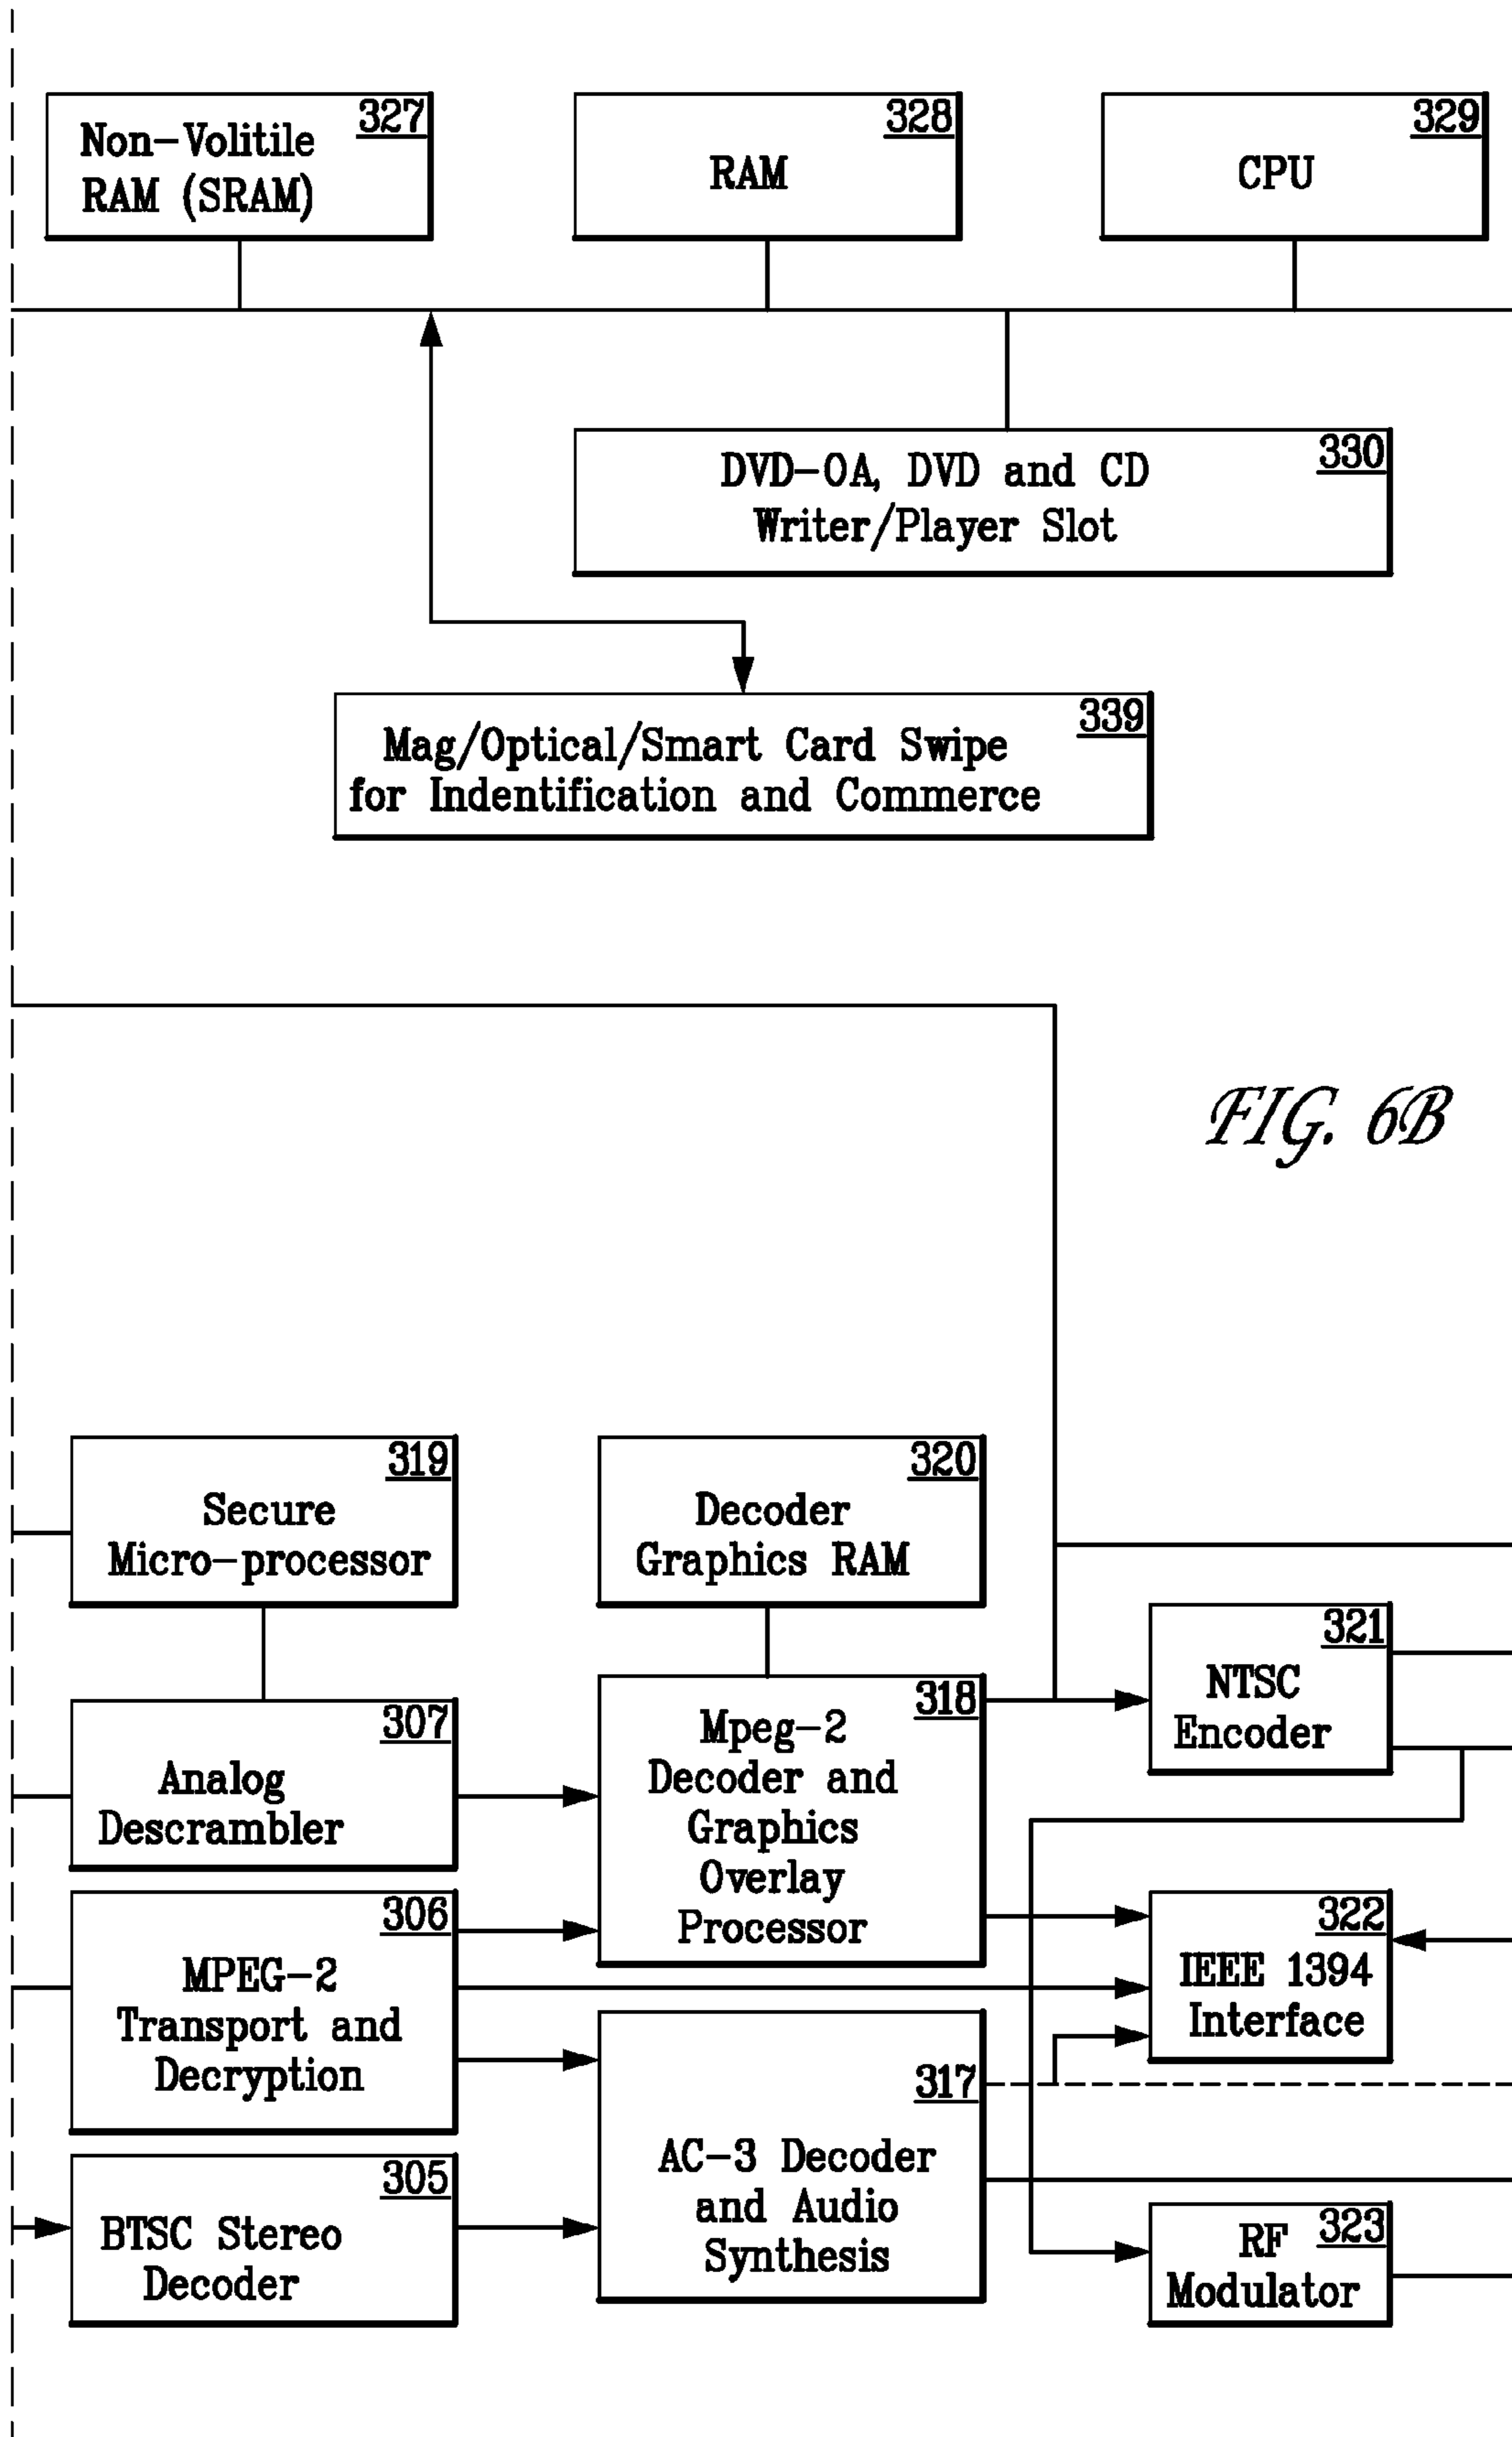 327
Non-Volitile
RAM (SRAM)
328
RAM
329
CPU
330
DVD-OA, DVD and CD
Writer/Player Slot
339
Mag/Optical/Smart Card Swipe
for Indentification and Commerce
FIG. 6B
319
Secure
Micro-processor
320
Decoder
Graphics RAM
321
NTSC
Encoder
307
Analog
Descrambler
318
Mpeg-2
Decoder and
Graphics
Overlay
Processor
306
MPEG-2
Transport and
Decryption
322
IEEE 1394
Interface
317
AC-3 Decoder
and Audio
Synthesis
305
BTSC Stereo
Decoder
323
RF
Modulator